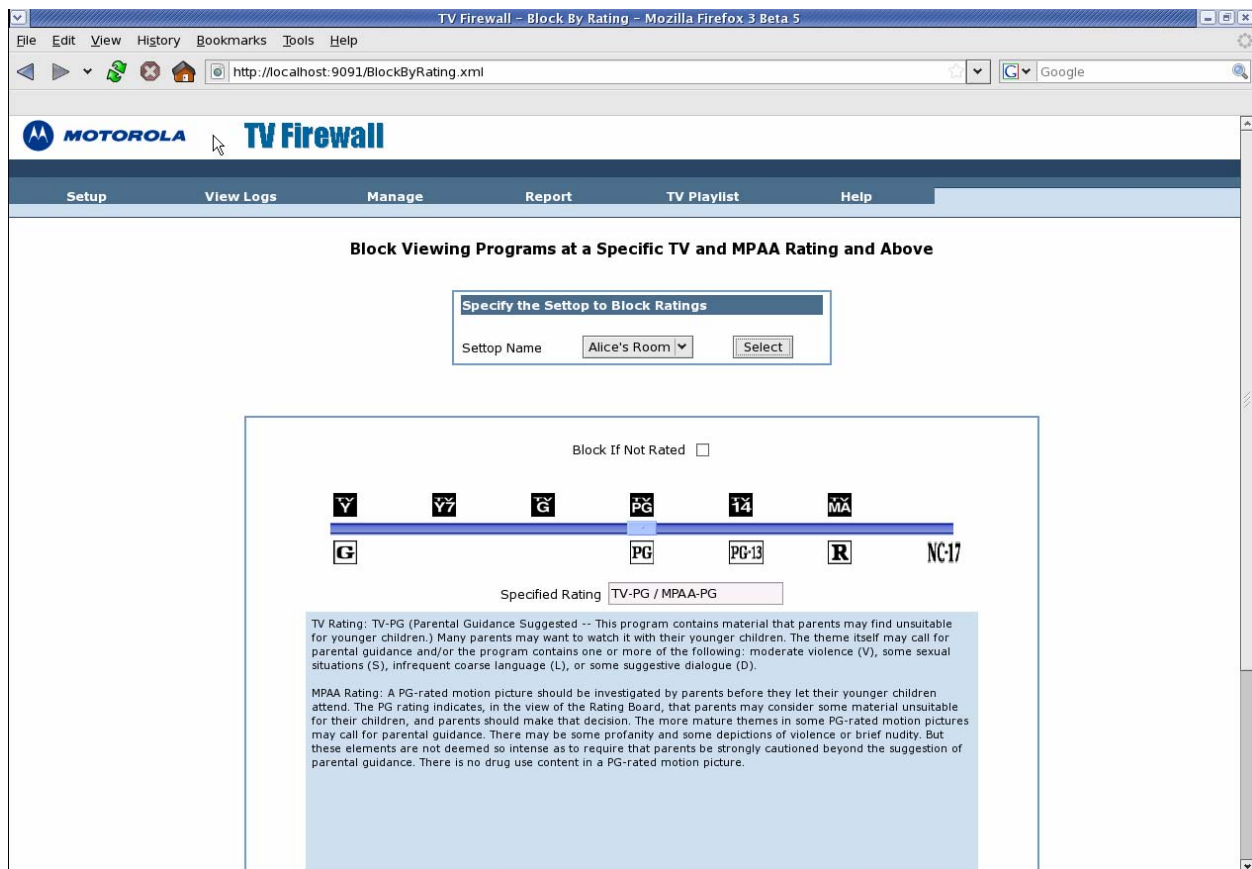 TV Firewall - Block By Rating - Mozilla Firefox 3 Beta 5
File Edit View History Bookmarks Tools Help
http://localhost:9091/BlockByRating.xml
G Google
MOTOROLA TV Firewall
Setup View Logs Manage Report TV Playlist Help
Block Viewing Programs at a Specific TV and MPAA Rating and Above
Specify the Settop to Block Ratings
Settop Name Alice's Room Select
Block If Not Rated
TV Y TV Y7 TV G TV PG TV 14 TV MA
G PG PG-13 R NC-17
Specified Rating TV-PG / MPAA-PG
TV Rating: TV-PG (Parental Guidance Suggested -- This program contains material that parents may find unsuitable
for younger children.) Many parents may want to watch it with their younger children. The theme itself may call for
parental guidance and/or the program contains one or more of the following: moderate violence (V), some sexual
situations (S), infrequent coarse language (L), or some suggestive dialogue (D).
MPAA Rating: A PG-rated motion picture should be investigated by parents before they let their younger children
attend. The PG rating indicates, in the view of the Rating Board, that parents may consider some material unsuitable
for their children, and parents should make that decision. The more mature themes in some PG-rated motion pictures
may call for parental guidance. There may be some profanity and some depictions of violence or brief nudity. But
these elements are not deemed so intense as to require that parents be strongly cautioned beyond the suggestion of
parental guidance. There is no drug use content in a PG-rated motion picture.